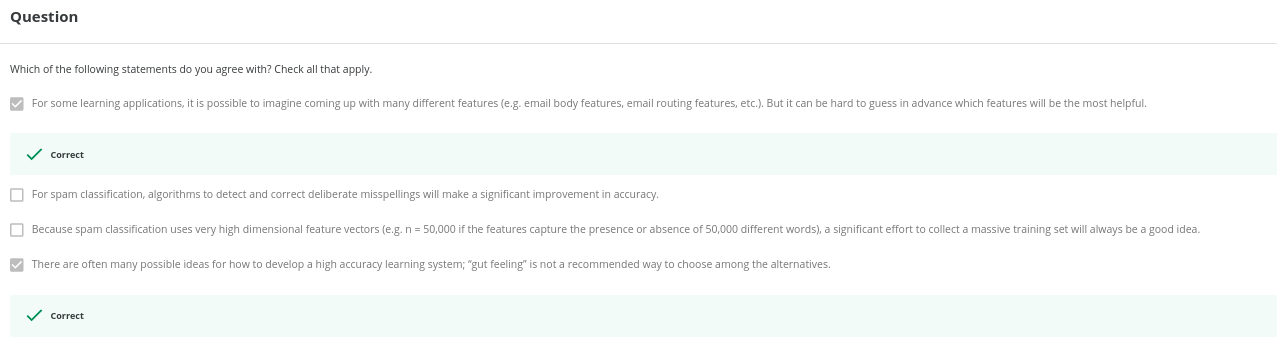 Question
Which of the following statements do you agree with? Check all that apply.
For some learning applications, it is possible to imagine coming up with many different features (e.g. email body features, email routing features, etc.). But it can be hard to guess in advance which features will be the most helpful.
Correct
For spam classification, algorithms to detect and correct deliberate misspellings will make a significant improvement in accuracy.
Because spam classification uses very high dimensional feature vectors (e.g. n = 50,000 if the features capture the presence or absence of 50,000 different words), a significant effort to collect a massive training set will always be a good idea.
There are often many possible ideas for how to develop a high accuracy learning system; “gut feeling” is not a recommended way to choose among the alternatives.
Correct